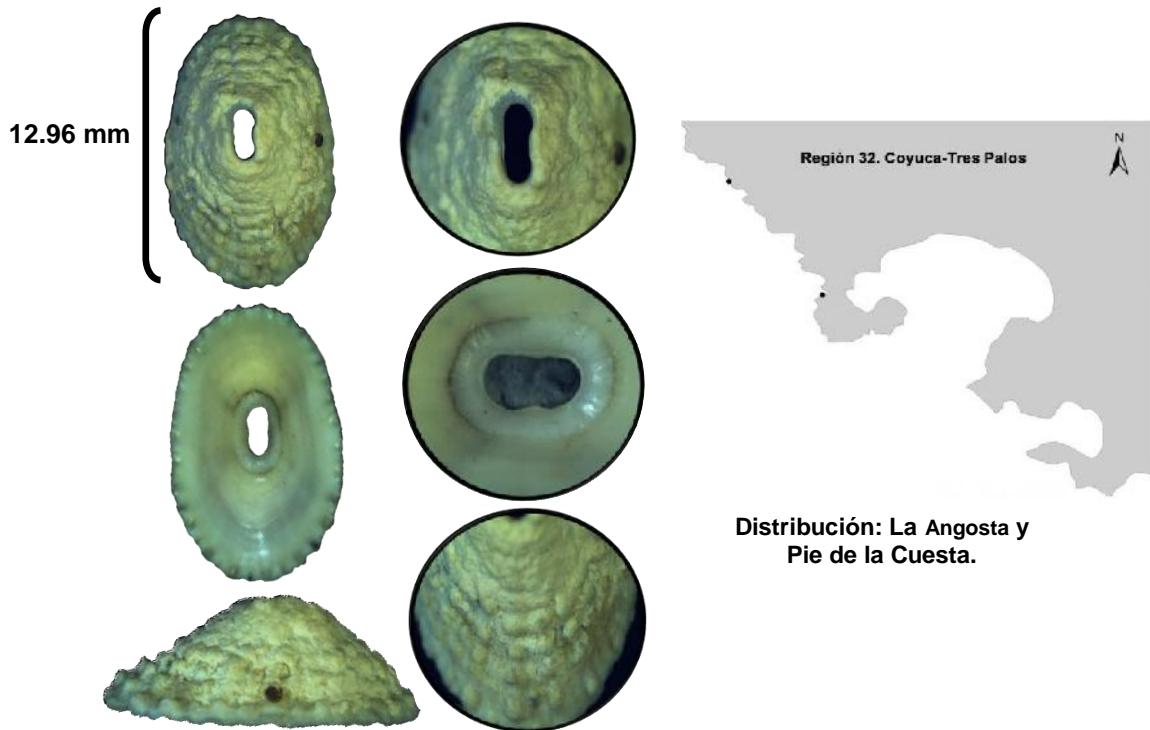 12.96 mm
Región 32. Coyuca-Tres Palos
N
Distribución: La Angosta y
Pie de la Cuesta.